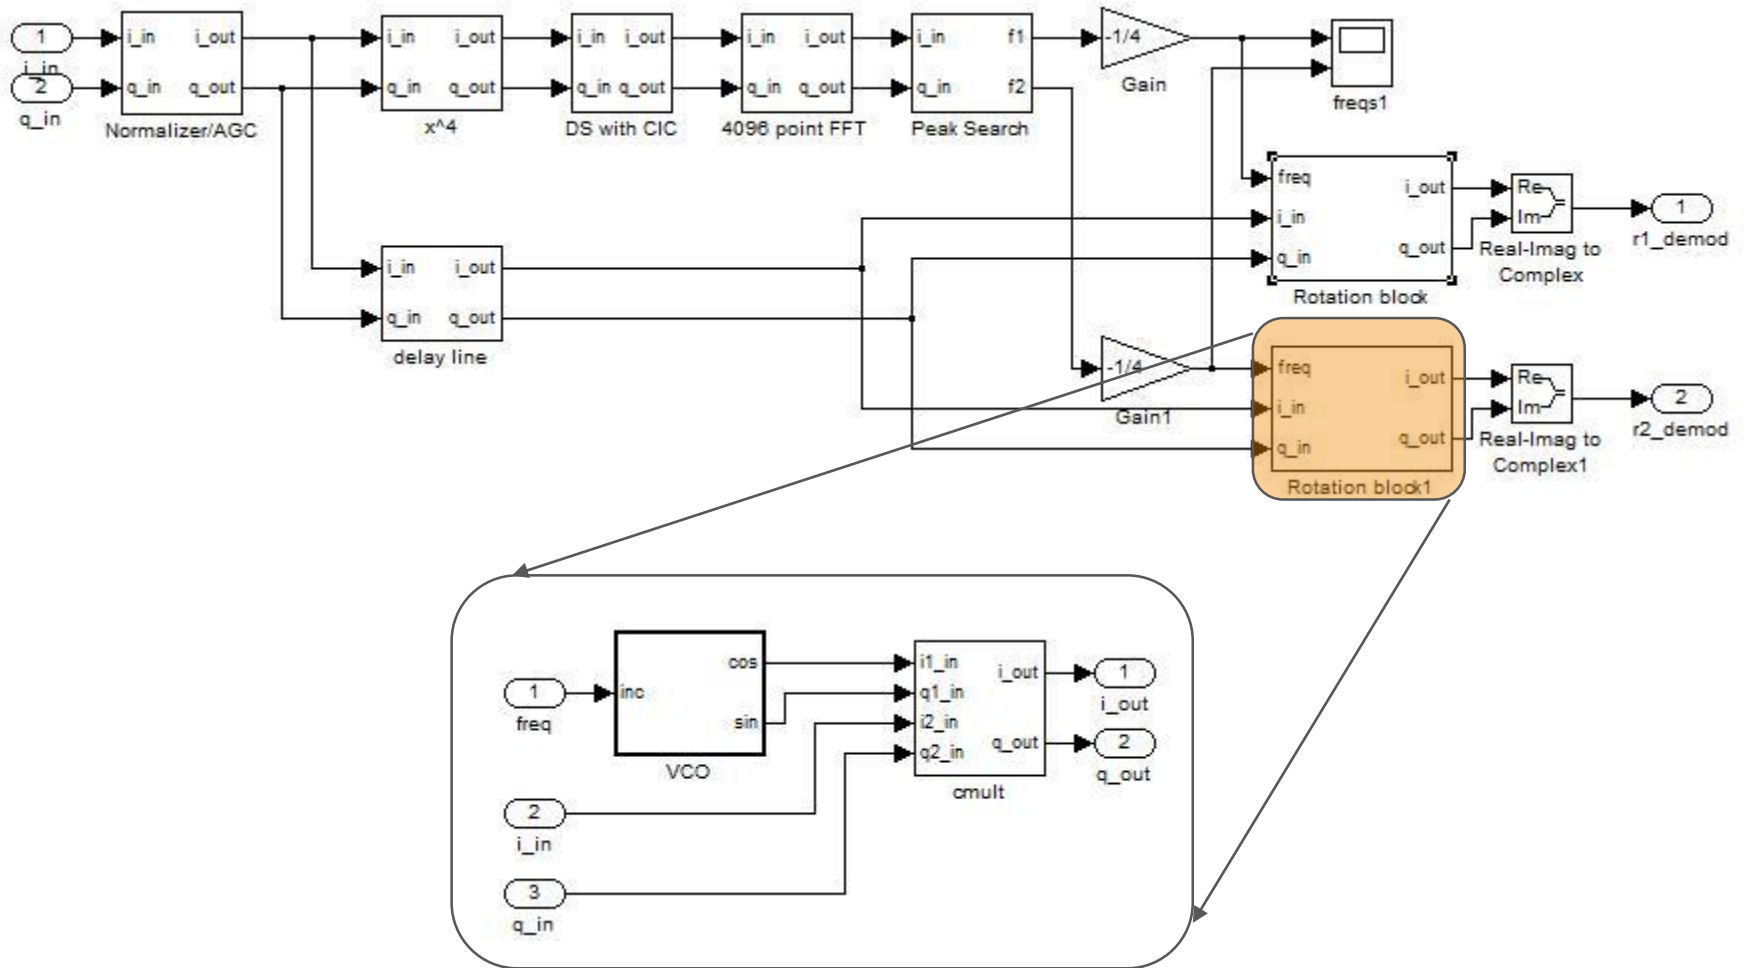 1
i_in
2
q_in
i_in i_out
q_in q_out
Normalizer/AGC
i_in i_out
q_in q_out
x^4
i_in i_out
q_in q_out
DS with CIC
i_in i_out
q_in q_out
4096 point FFT
i_in f1
q_in f2
Peak Search
-1/4
Gain
freqs1
i_in i_out
q_in q_out
delay line
freq
i_in
q_in
i_out
q_out
Rotation block
Re
Im
Real-Imag to
Complex
1
r1_demod
-1/4
Gain1
freq
i_in
q_in
i_out
q_out
Rotation block1
Re
Im
Real-Imag to
Complex1
2
r2_demod
1
freq
inc
cos
sin
VCO
2
i_in
3
q_in
i1_in
q1_in
i2_in
q2_in
i_out
q_out
cmult
1
i_out
2
q_out